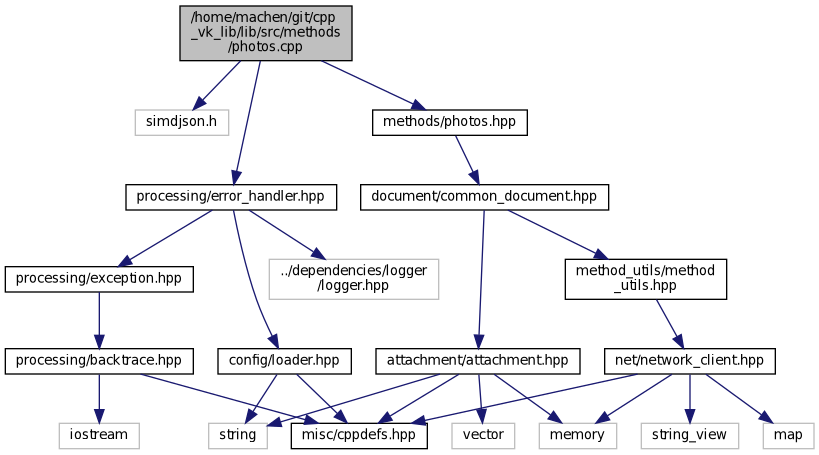 /home/machen/git/cpp
_vk_lib/lib/src/methods
/photos.cpp
simdjson.h
methods/photos.hpp
processing/error_handler.hpp
document/common_document.hpp
processing/exception.hpp
../dependencies/logger
/logger.hpp
method_utils/method
_utils.hpp
processing/backtrace.hpp
config/loader.hpp
attachment/attachment.hpp
net/network_client.hpp
iostream
string
misc/cppdefs.hpp
vector
memory
string_view
map